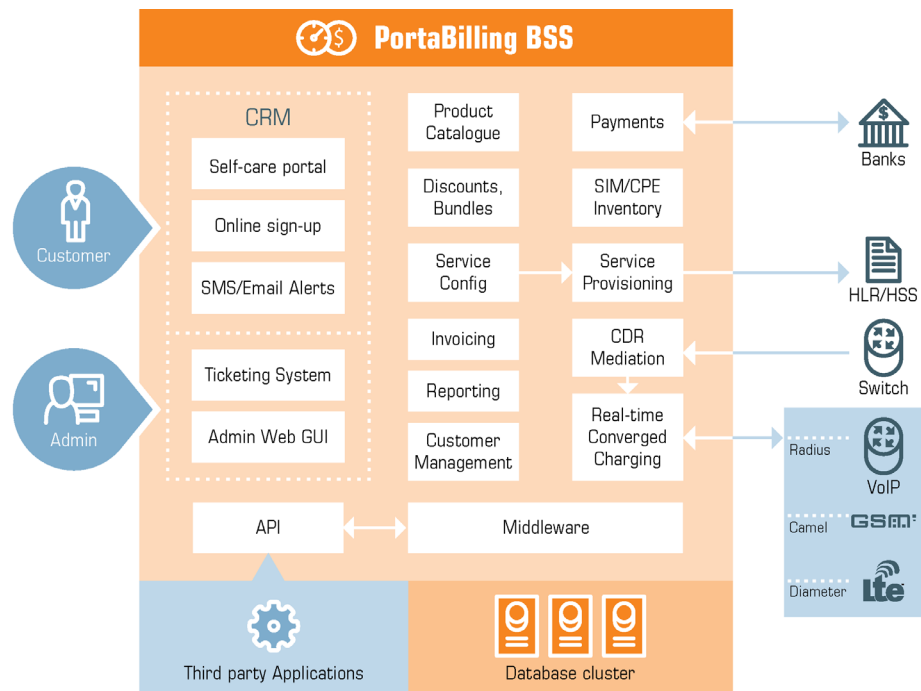 PortaBilling BSS
CRM
Self-care portal
Online sign-up
SMS/Email Alerts
Ticketing System
Admin Web GUI
Customer
Admin
Product
Catalogue
Discounts,
Bundles
Service
Config
Invoicing
Reporting
Customer
Management
Payments
SIM/CPE
Inventory
Service
Provisioning
CDR
Mediation
Real-time
Converged
Charging
API
Middleware
Banks
HLR/HSS
Switch
Radius
VoIP
Camel
GSM
Diameter
Lte
Third party Applications
Database cluster